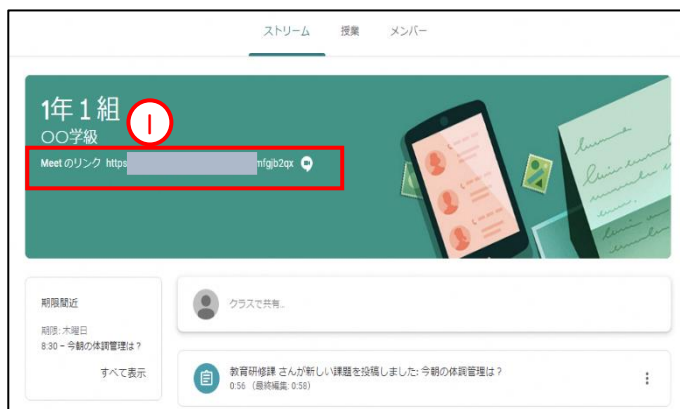 ストリーム 授業 メンバー
1年1組
1
〇〇学級
Meet のリンク https mfgjb2qx
期限間近
期限: 木曜日
8:30 – 今朝の体調管理は？
すべて表示
クラスで共有...
教育研修課 さんが新しい課題を投稿しました: 今朝の体調管理は？
0:56 （最終編集: 0:58）